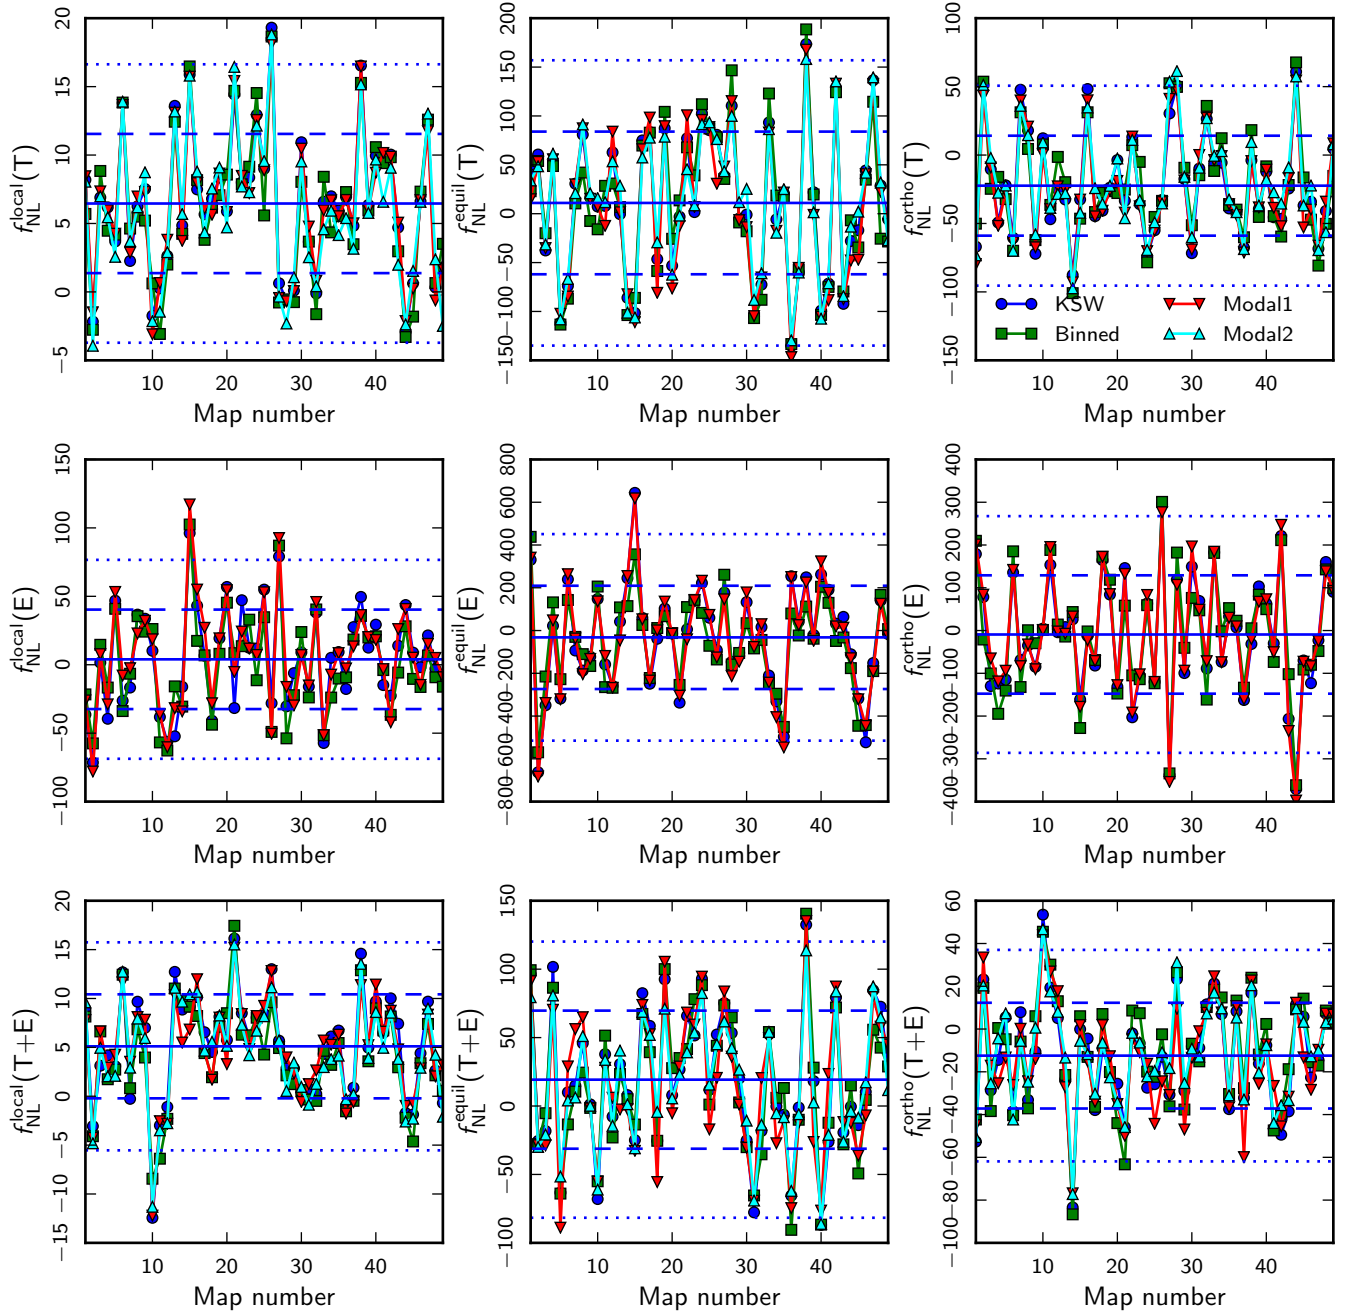 20
15
10
5
0
−5
f_NL^local(T)
10 20 30 40
Map number
200
150
100
50
0
−50
−100
−150
f_NL^equil(T)
10 20 30 40
Map number
100
50
0
−50
−100
−150
f_NL^ortho(T)
KSW
Binned
Modal1
Modal2
10 20 30 40
Map number
150
100
50
0
−50
−100
f_NL^local(E)
10 20 30 40
Map number
800
600
400
200
0
−200
−400
−600
−800
f_NL^equil(E)
10 20 30 40
Map number
400
300
200
100
0
−100
−200
−300
−400
f_NL^ortho(E)
10 20 30 40
Map number
20
15
10
5
0
−5
−10
−15
f_NL^local(T+E)
10 20 30 40
Map number
150
100
50
0
−50
−100
f_NL^equil(T+E)
10 20 30 40
Map number
60
40
20
0
−20
−40
−60
−80
−100
f_NL^ortho(T+E)
10 20 30 40
Map number